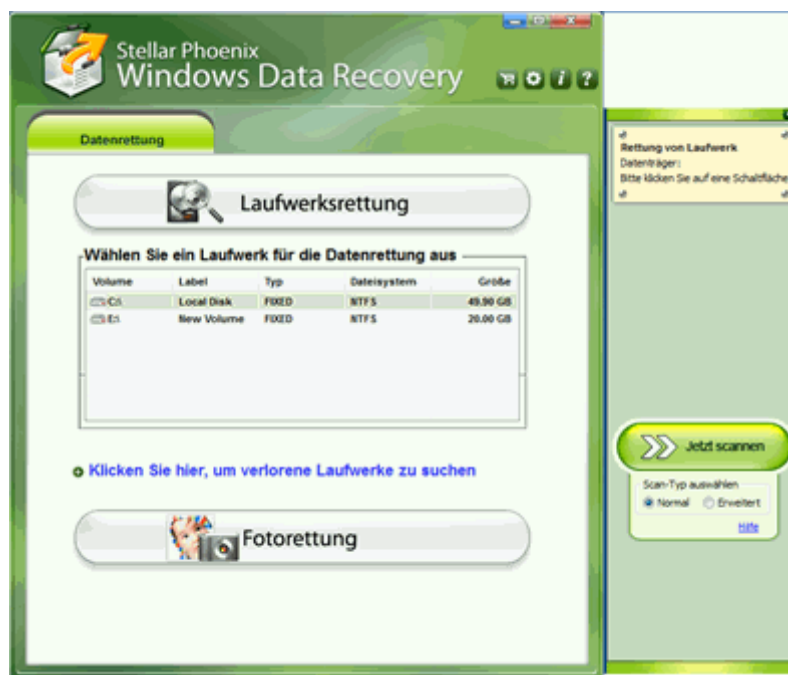 Stellar Phoenix
Windows Data Recovery
Datenrettung
Laufwerksrettung
Wählen Sie ein Laufwerk für die Datenrettung aus
Volume Label Typ Dateisystem Größe
C:\ Local Disk FIXED NTFS 49.90 GB
E:\ New Volume FIXED NTFS 20.00 GB
Klicken Sie hier, um verlorene Laufwerke zu suchen
Fotorettung
Rettung von Laufwerk
Datenträger:
Bitte klicken Sie auf eine Schaltfläche
Jetzt scannen
Scan-Typ auswählen
Normal Erweitert
Hilfe